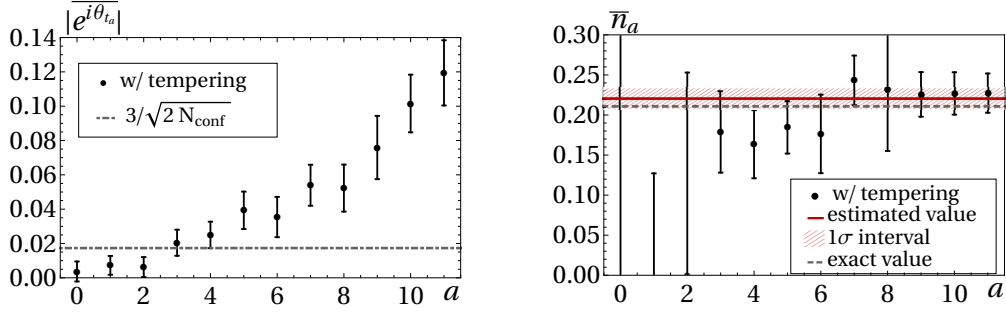 |\overline{e^{iθ_{t_a}}}|
0.14
0.12
0.10
0.08
0.06
0.04
0.02
0.00
w/ tempering
3/√2 N_conf
0 2 4 6 8 10 a
\overline{n}_a
0.30
0.25
0.20
0.15
0.10
0.05
0.00
w/ tempering
estimated value
1σ interval
exact value
0 2 4 6 8 10 a